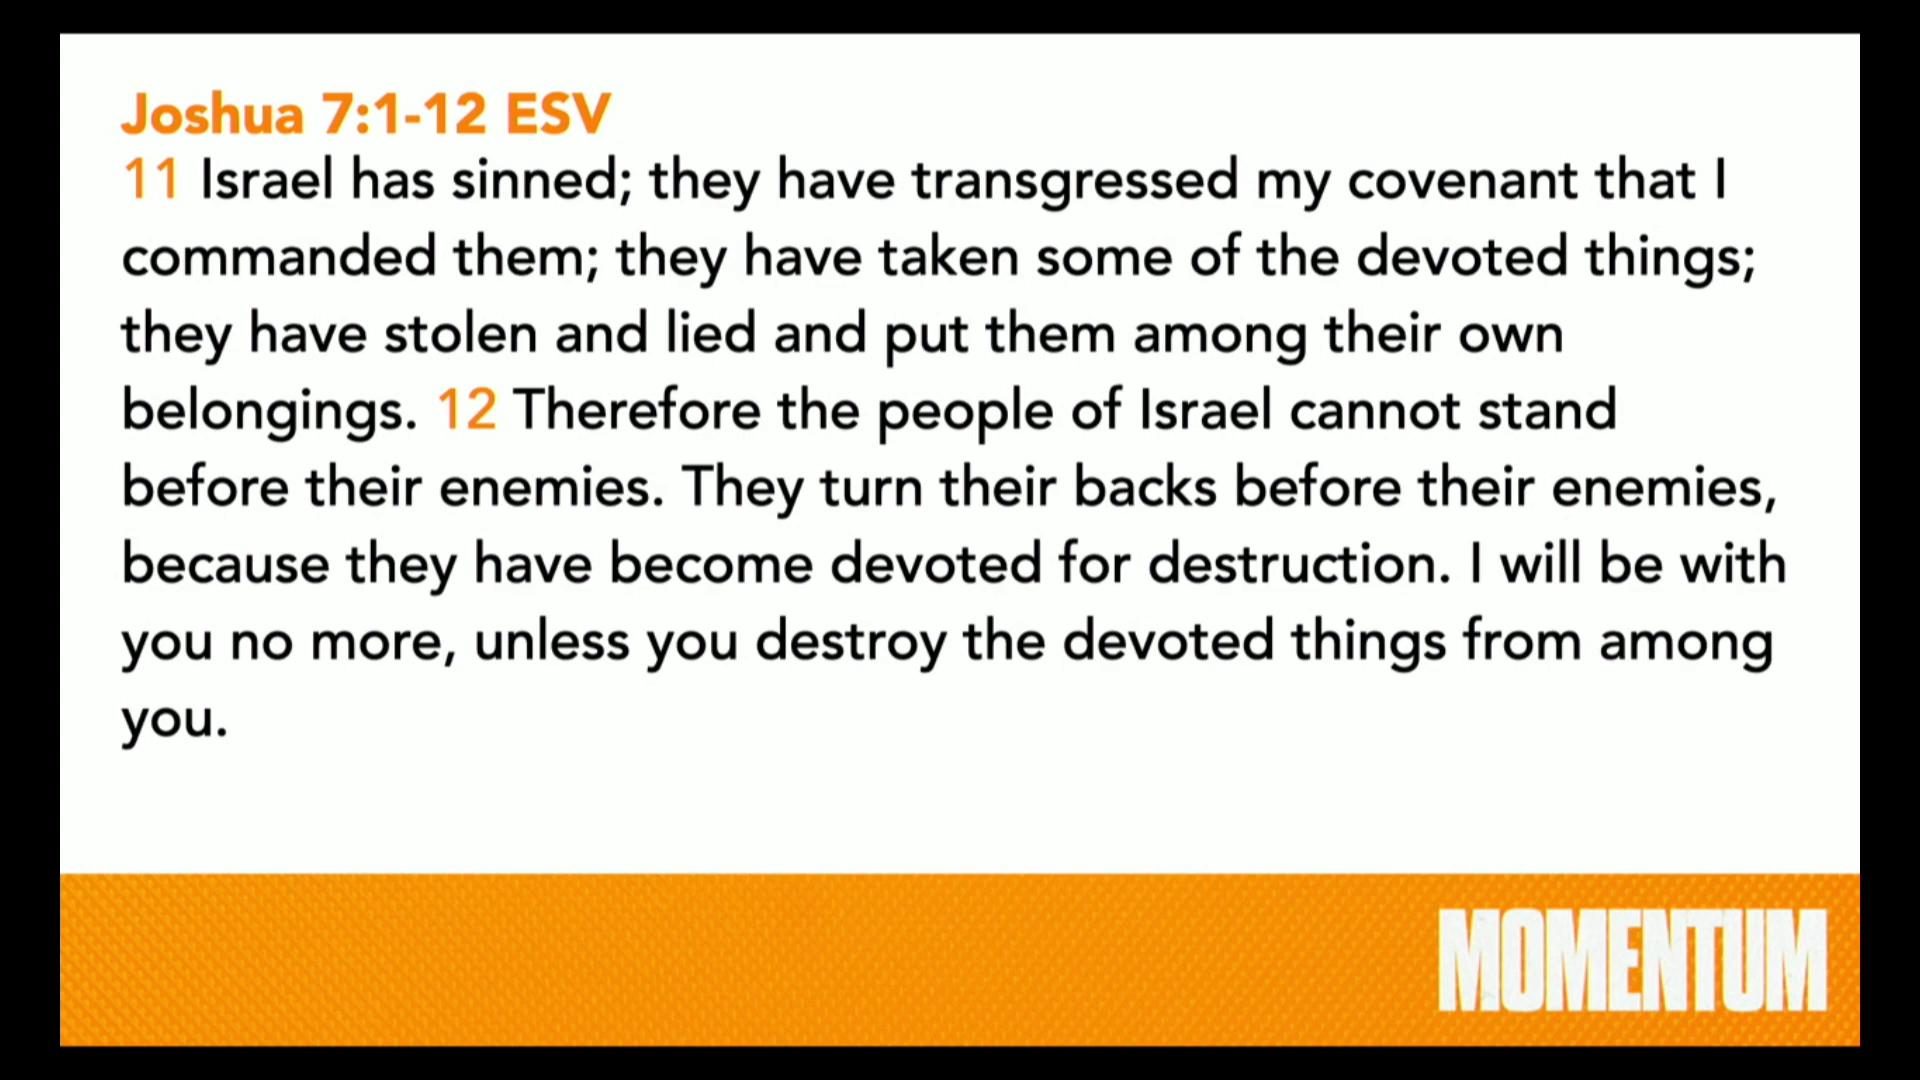 Joshua 7:1-12 ESV
11 Israel has sinned; they have transgressed my covenant that I
commanded them; they have taken some of the devoted things;
they have stolen and lied and put them among their own
belongings. 12 Therefore the people of Israel cannot stand
before their enemies. They turn their backs before their enemies,
because they have become devoted for destruction. I will be with
you no more, unless you destroy the devoted things from among
you.
MOMENTUM